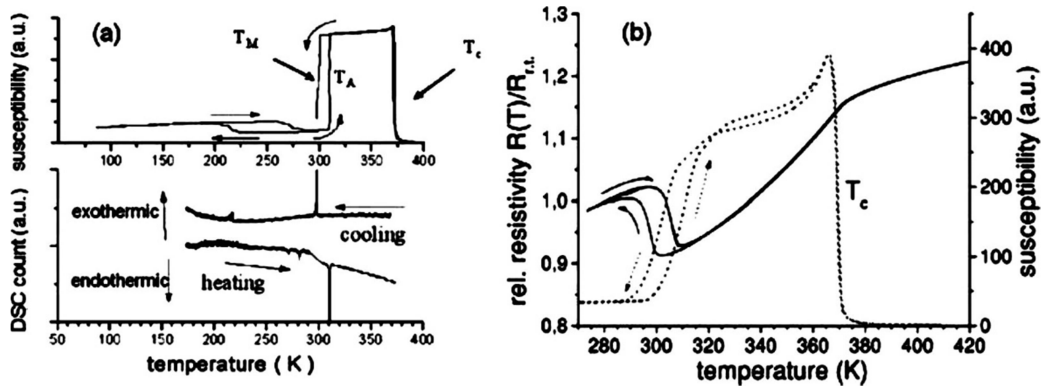 (a)
susceptibility (a.u.)
T_M
T_A
T_c
100 150 200 250 300 350 400
DSC count (a.u.)
exothermic
cooling
endothermic
heating
50 100 150 200 250 300 350 400
temperature ( K )
(b)
rel. resistivity R(T)/R_r.t.
1,3
1,2
1,1
1,0
0,9
0,8
T_c
susceptibility (a.u.)
500
400
300
200
100
0
280 300 320 340 360 380 400 420
temperature (K)